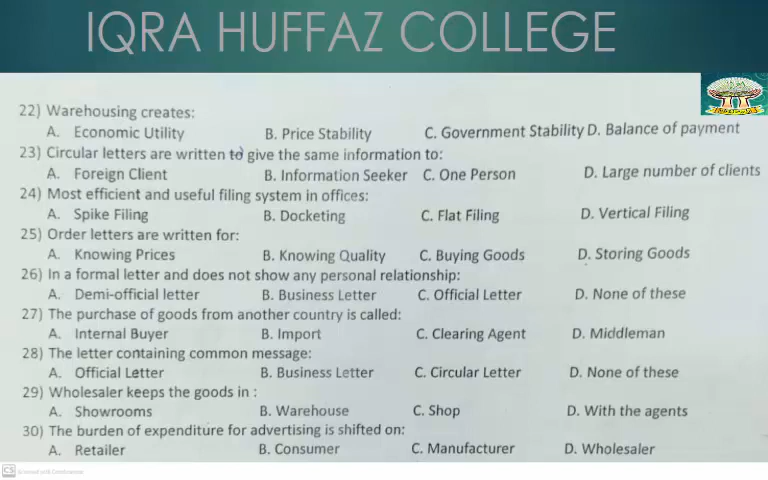 IQRA HUFFAZ COLLEGE
22) Warehousing creates:
A. Economic Utility B. Price Stability C. Government Stability D. Balance of payment
23) Circular letters are written to give the same information to:
A. Foreign Client B. Information Seeker C. One Person D. Large number of clients
24) Most efficient and useful filing system in offices:
A. Spike Filing B. Docketing C. Flat Filing D. Vertical Filing
25) Order letters are written for:
A. Knowing Prices B. Knowing Quality C. Buying Goods D. Storing Goods
26) In a formal letter and does not show any personal relationship:
A. Demi-official letter B. Business Letter C. Official Letter D. None of these
27) The purchase of goods from another country is called:
A. Internal Buyer B. Import C. Clearing Agent D. Middleman
28) The letter containing common message:
A. Official Letter B. Business Letter C. Circular Letter D. None of these
29) Wholesaler keeps the goods in :
A. Showrooms B. Warehouse C. Shop D. With the agents
30) The burden of expenditure for advertising is shifted on:
A. Retailer B. Consumer C. Manufacturer D. Wholesaler
CS Scanned with CamScanner